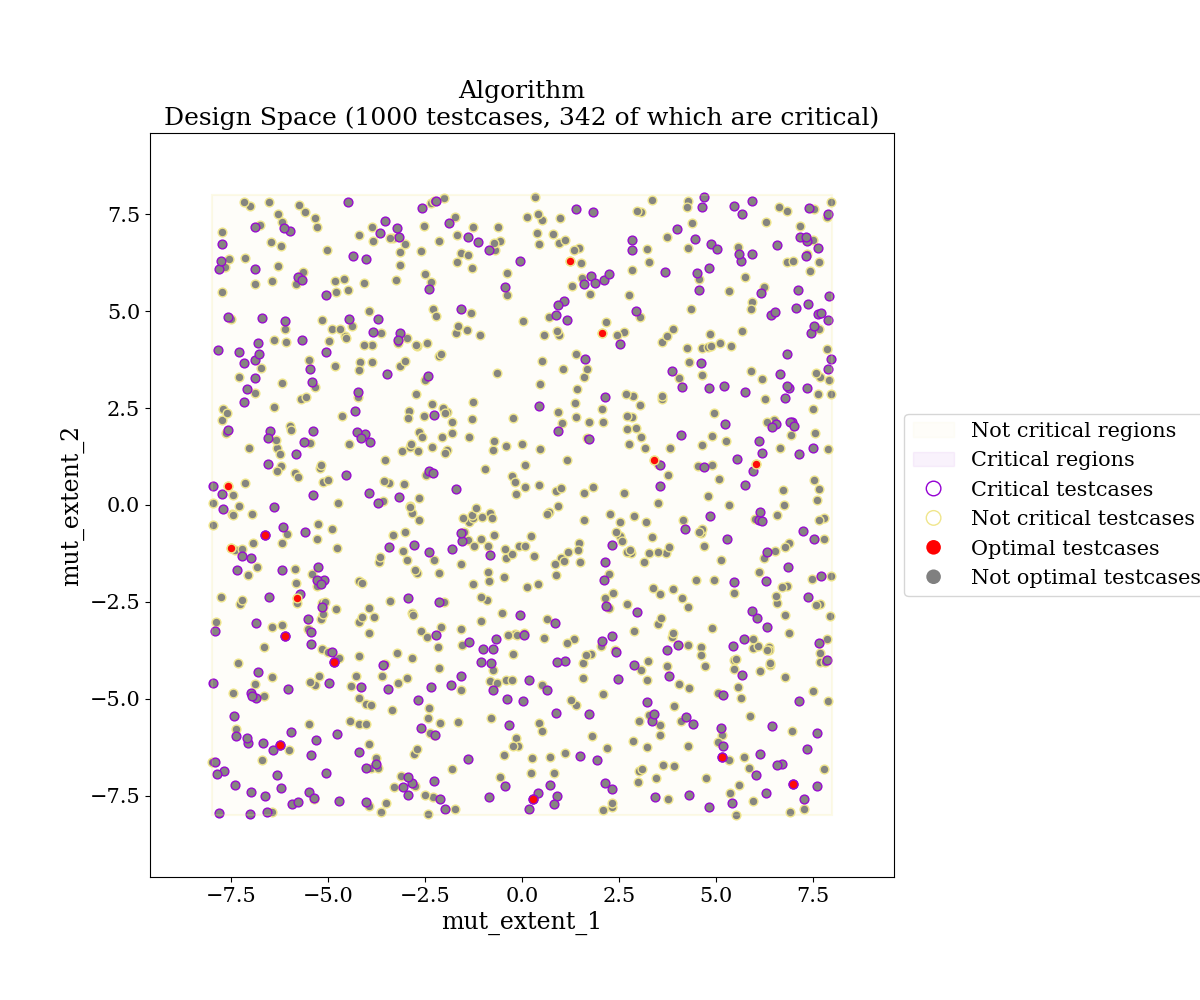 Algorithm
Design Space (1000 testcases, 342 of which are critical)
7.5
5.0
2.5
0.0
−2.5
−5.0
−7.5
mut_extent_2
−7.5 −5.0 −2.5 0.0 2.5 5.0 7.5
mut_extent_1
Not critical regions
Critical regions
Critical testcases
Not critical testcases
Optimal testcases
Not optimal testcases